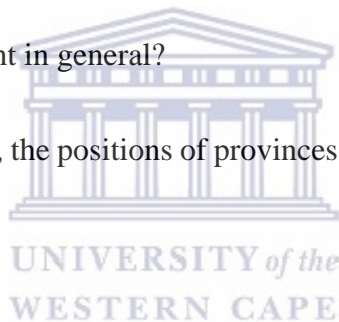 nt in general?
, the positions of provinces
UNIVERSITY of the
WESTERN CAPE